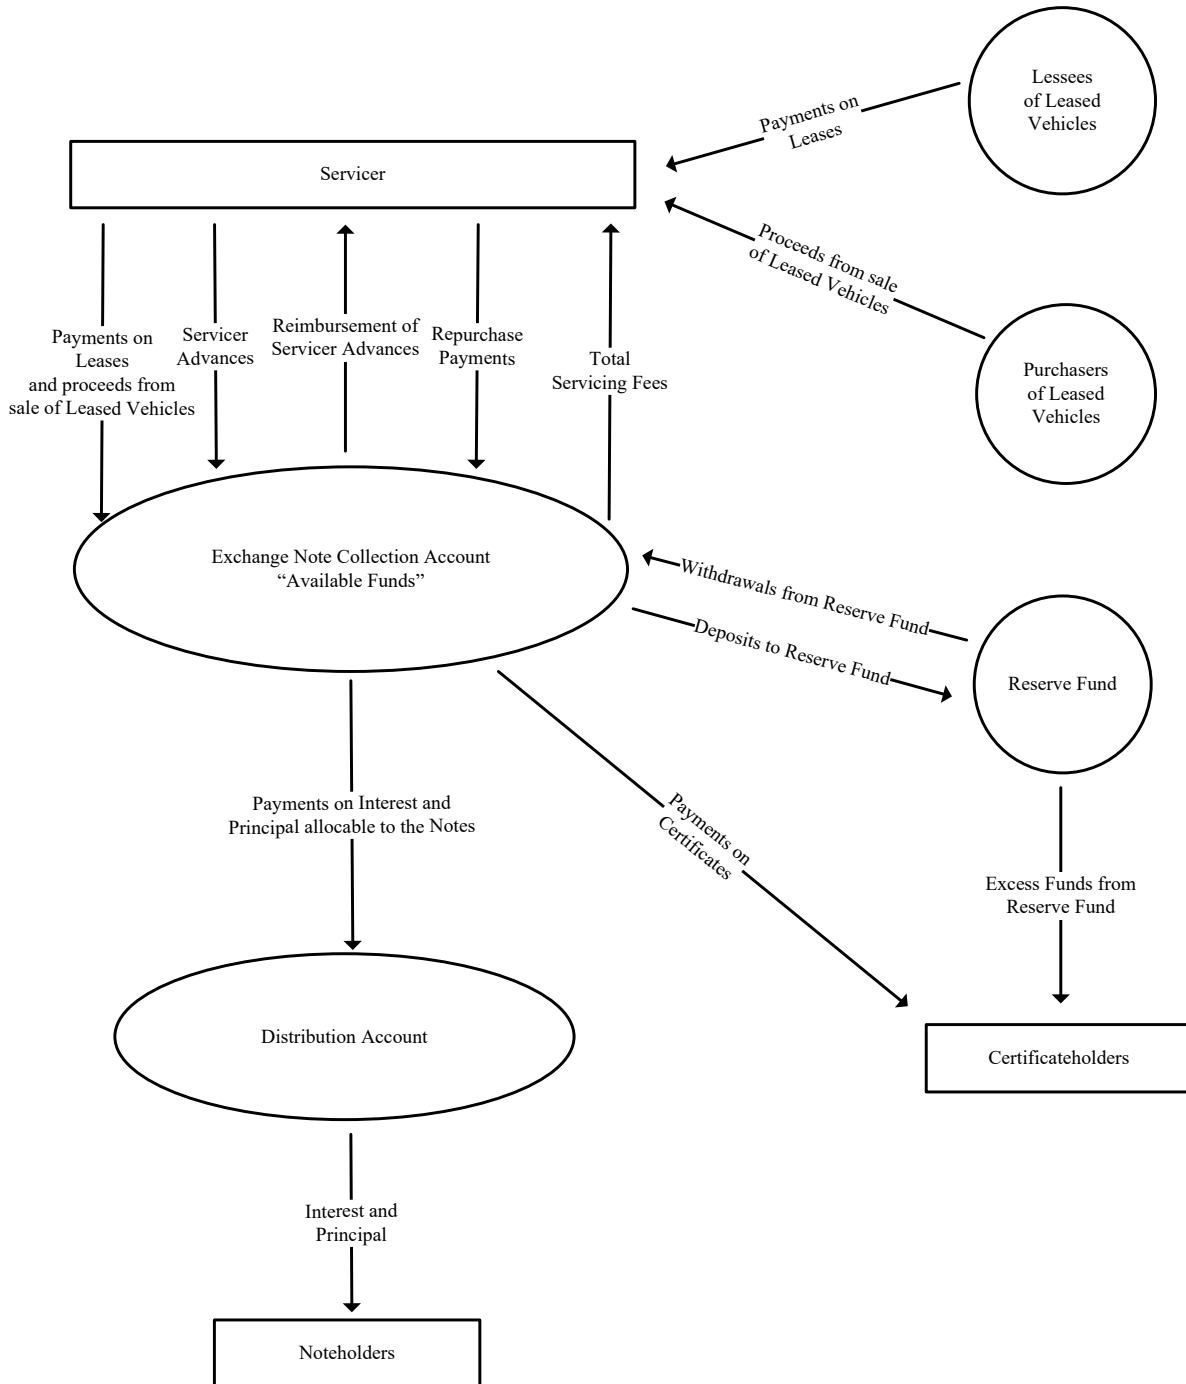 Lessees
of Leased
Vehicles
Payments on
Leases
Servicer
Proceeds from sale
of Leased Vehicles
Purchasers
of Leased
Vehicles
Payments on
Leases
and proceeds from
sale of Leased Vehicles
Servicer
Advances
Reimbursement of
Servicer Advances
Repurchase
Payments
Total
Servicing Fees
Exchange Note Collection Account
“Available Funds”
Withdrawals from Reserve Fund
Deposits to Reserve Fund
Reserve Fund
Payments on Interest and
Principal allocable to the Notes
Payments on
Certificates
Excess Funds from
Reserve Fund
Distribution Account
Certificateholders
Interest and
Principal
Noteholders